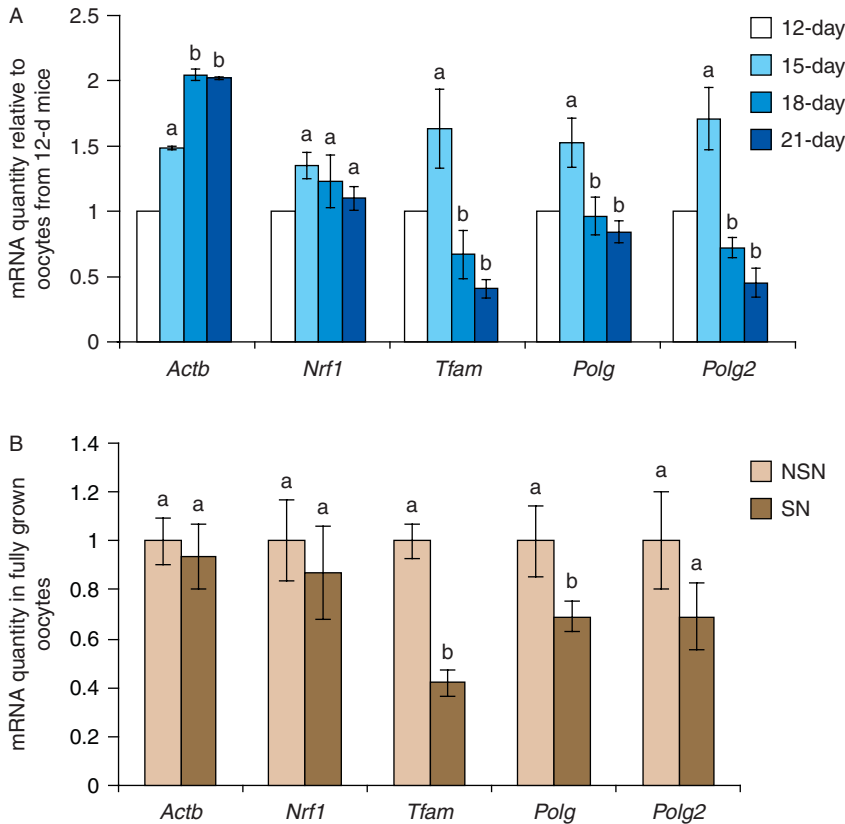 A
mRNA quantity relative to
oocytes from 12-d mice
2.5
2
1.5
1
0.5
0
a
b
b
a
a
a
a
b
b
a
b
b
a
b
b
Actb
Nrf1
Tfam
Polg
Polg2
12-day
15-day
18-day
21-day
B
mRNA quantity in fully grown
oocytes
1.4
1.2
1
0.8
0.6
0.4
0.2
0
a
a
a
a
a
b
a
b
a
a
Actb
Nrf1
Tfam
Polg
Polg2
NSN
SN